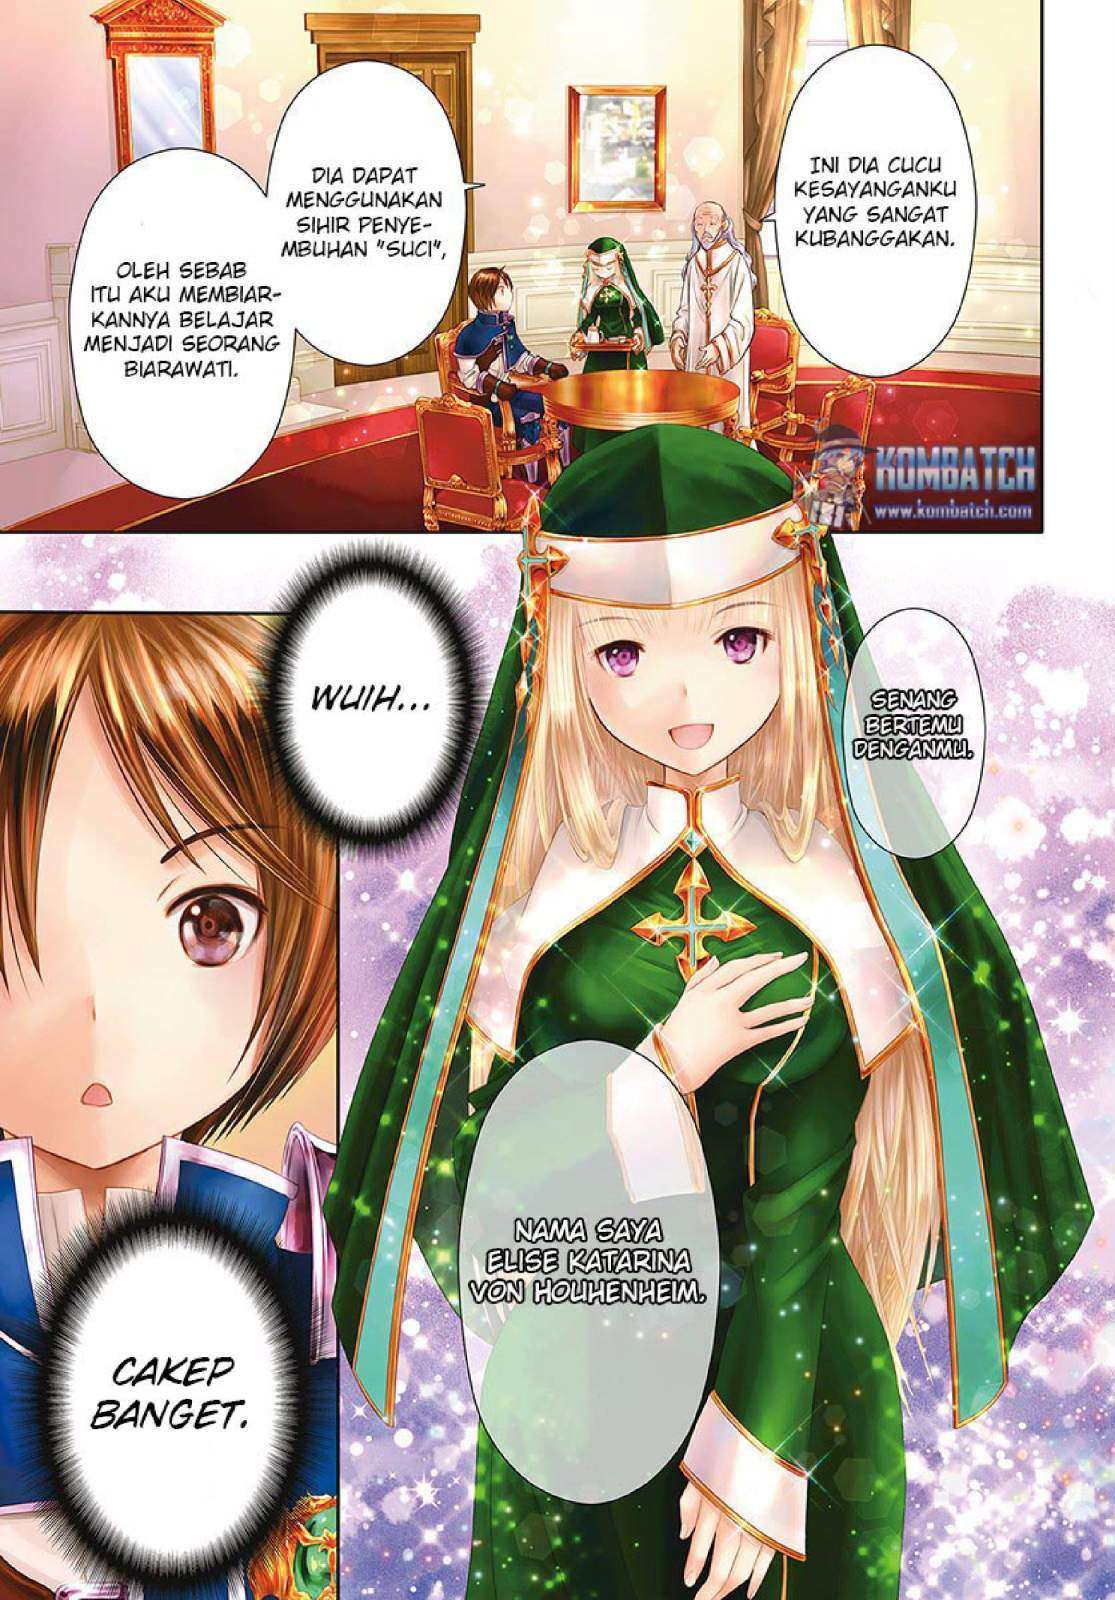 INI DIA CUCU
KESAYANGANKU
YANG SANGAT
KUBANGGAKAN.
DIA DAPAT
MENGGUNAKAN
SIHIR PENYE-
MBUHAN "SUCI",
OLEH SEBAB
ITU AKU MEMBIAR-
KANNYA BELAJAR
MENJADI SEORANG
BIARAWATI.
KOMBATCH
www.kombatch.com
SENANG
BERTEMU
DENGANMU.
WUIH...
NAMA SAYA
ELISE KATARINA
VON HOUHENHEIM.
CAKEP
BANGET.